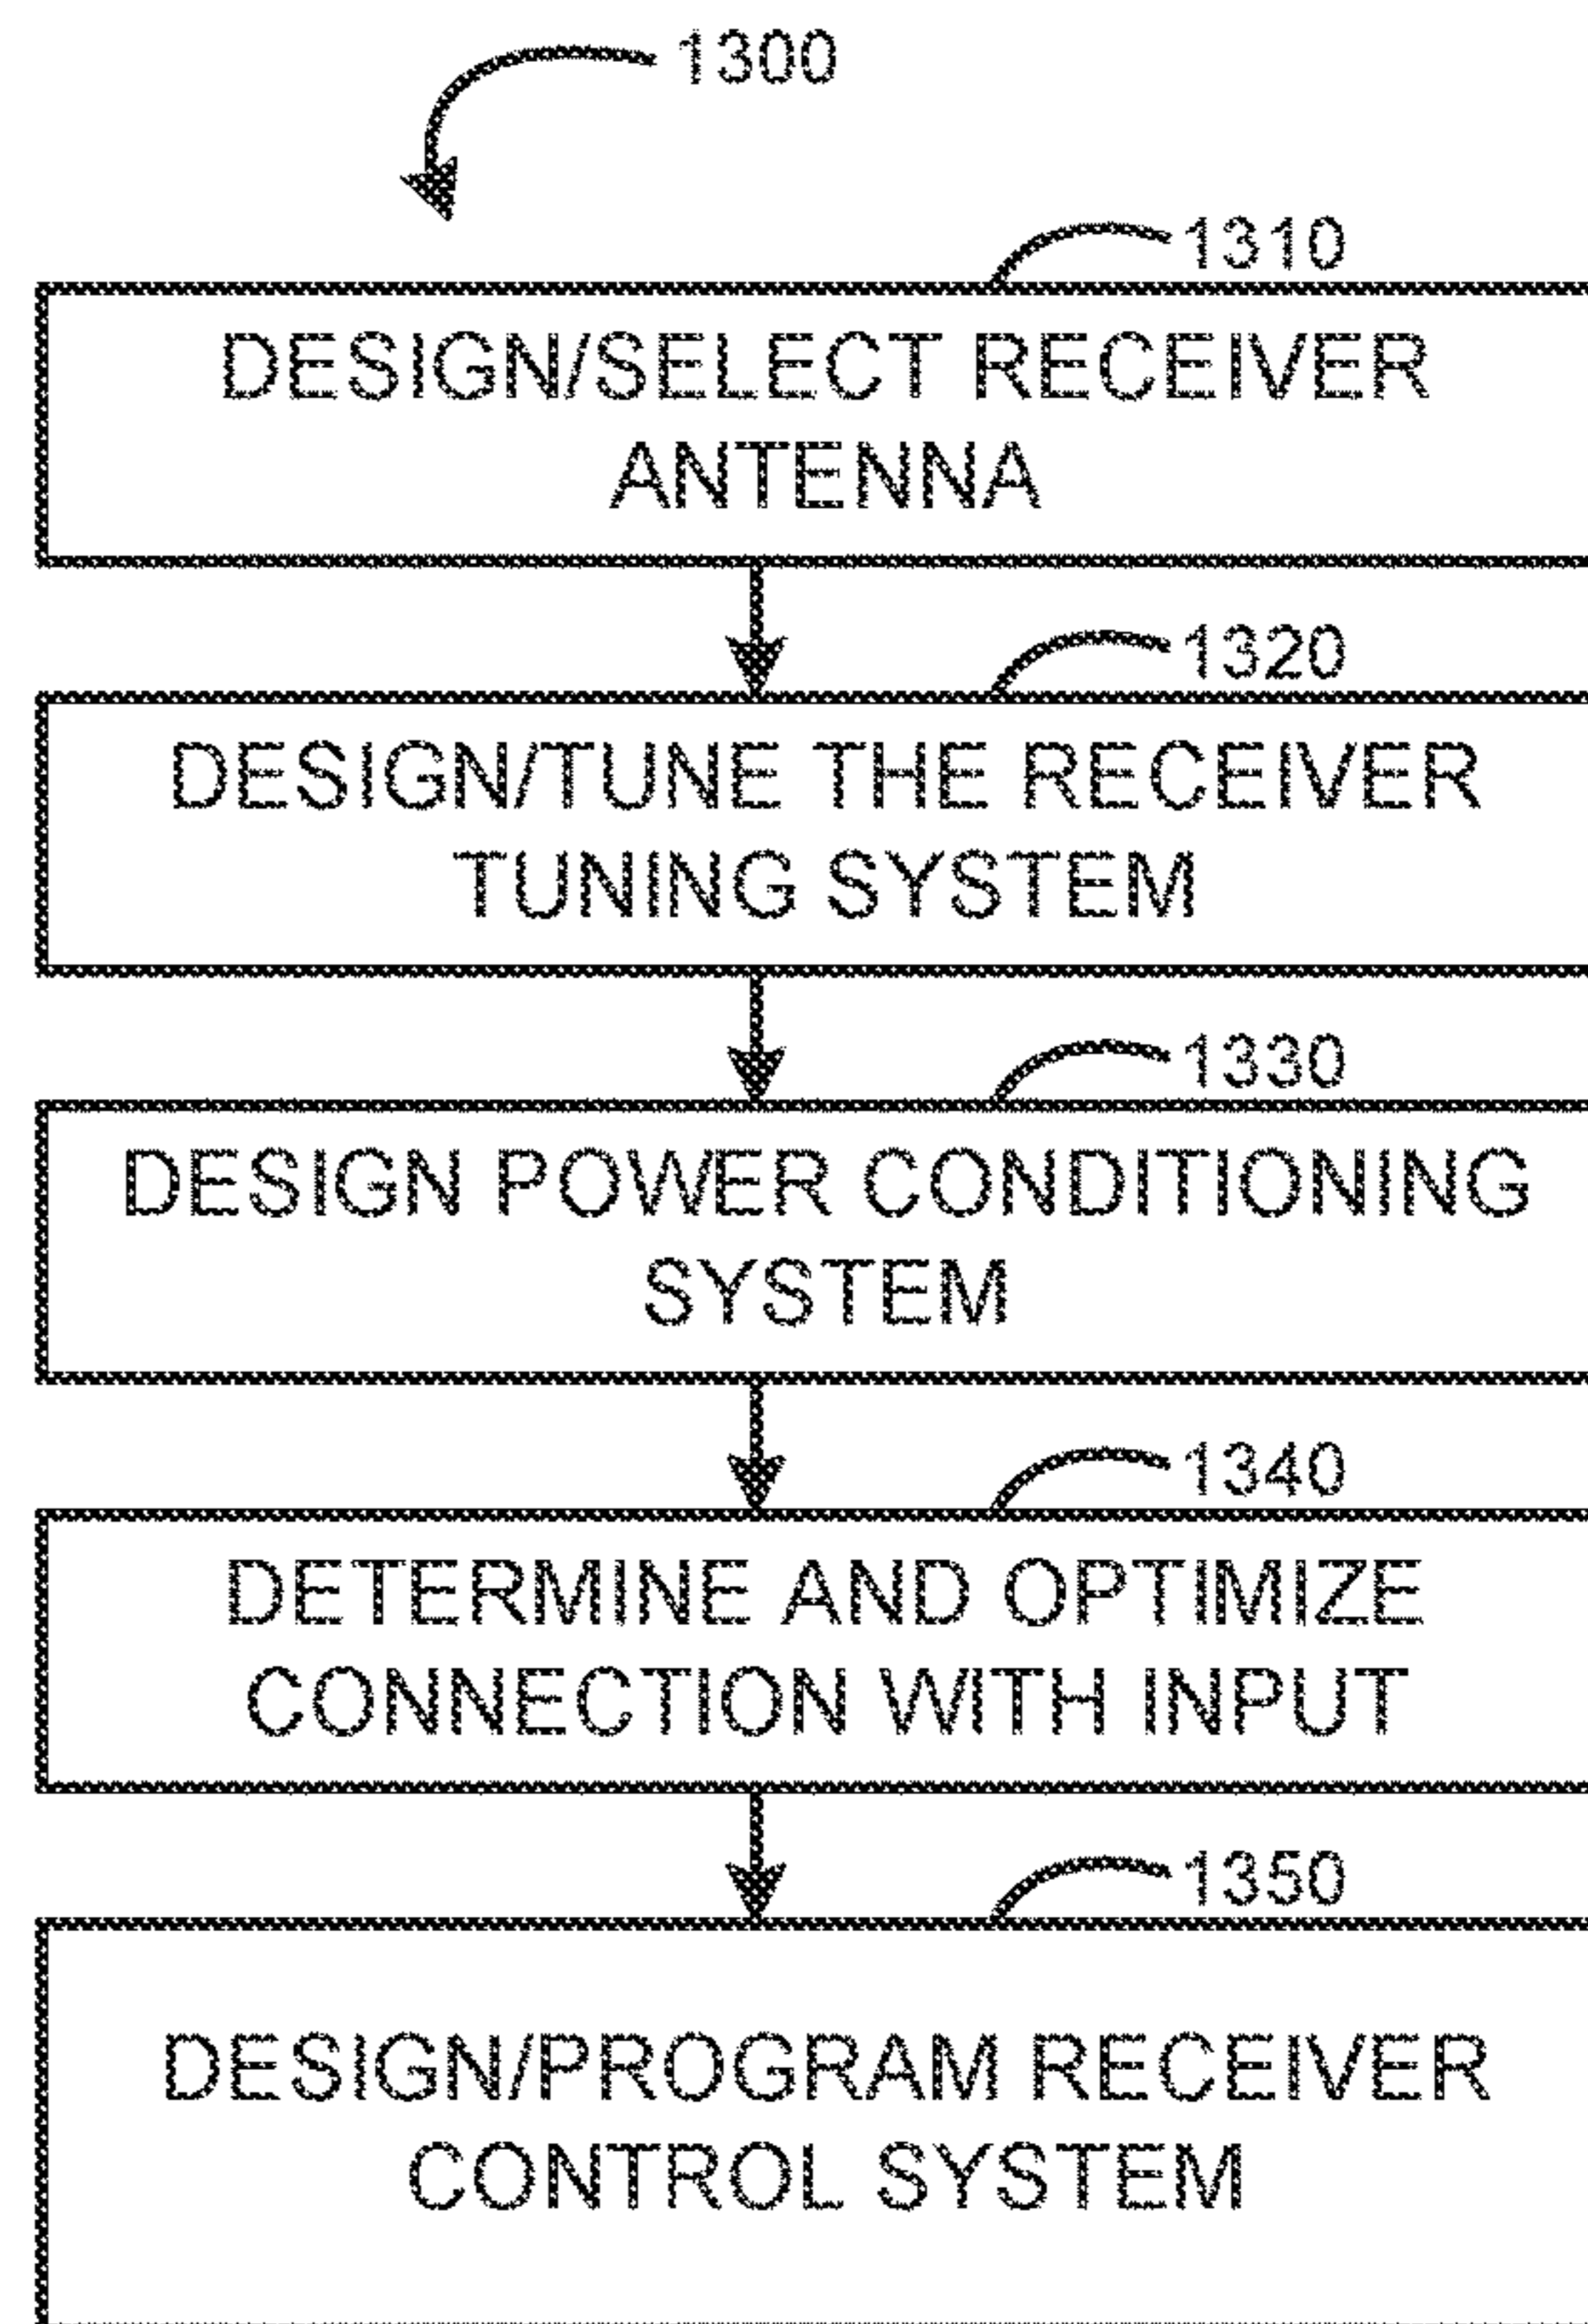 1300
1310
DESIGN/SELECT RECEIVER
ANTENNA
1320
DESIGN/TUNE THE RECEIVER
TUNING SYSTEM
1330
DESIGN POWER CONDITIONING
SYSTEM
1340
DETERMINE AND OPTIMIZE
CONNECTION WITH INPUT
1350
DESIGN/PROGRAM RECEIVER
CONTROL SYSTEM